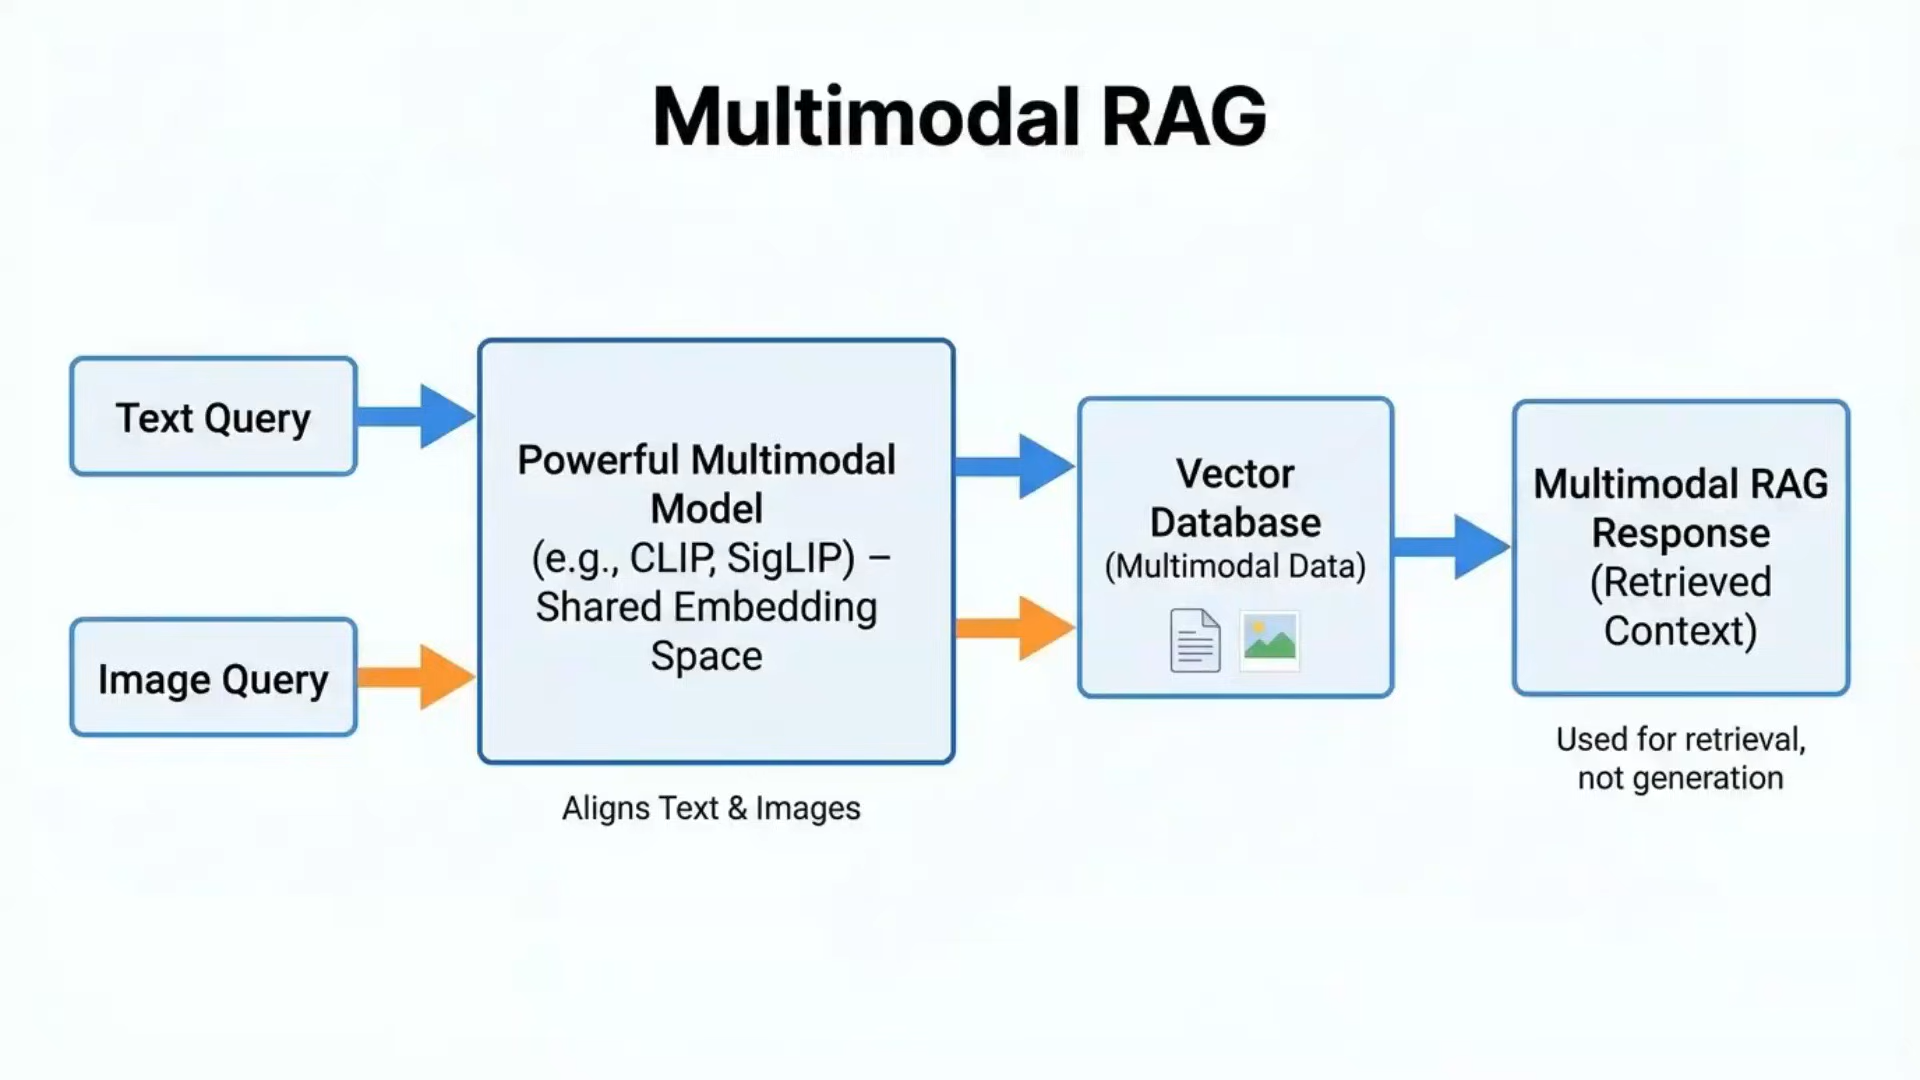 Multimodal RAG
Text Query
Image Query
Powerful Multimodal
Model
(e.g., CLIP, SigLIP) –
Shared Embedding
Space
Aligns Text & Images
Vector
Database
(Multimodal Data)
Multimodal RAG
Response
(Retrieved
Context)
Used for retrieval,
not generation